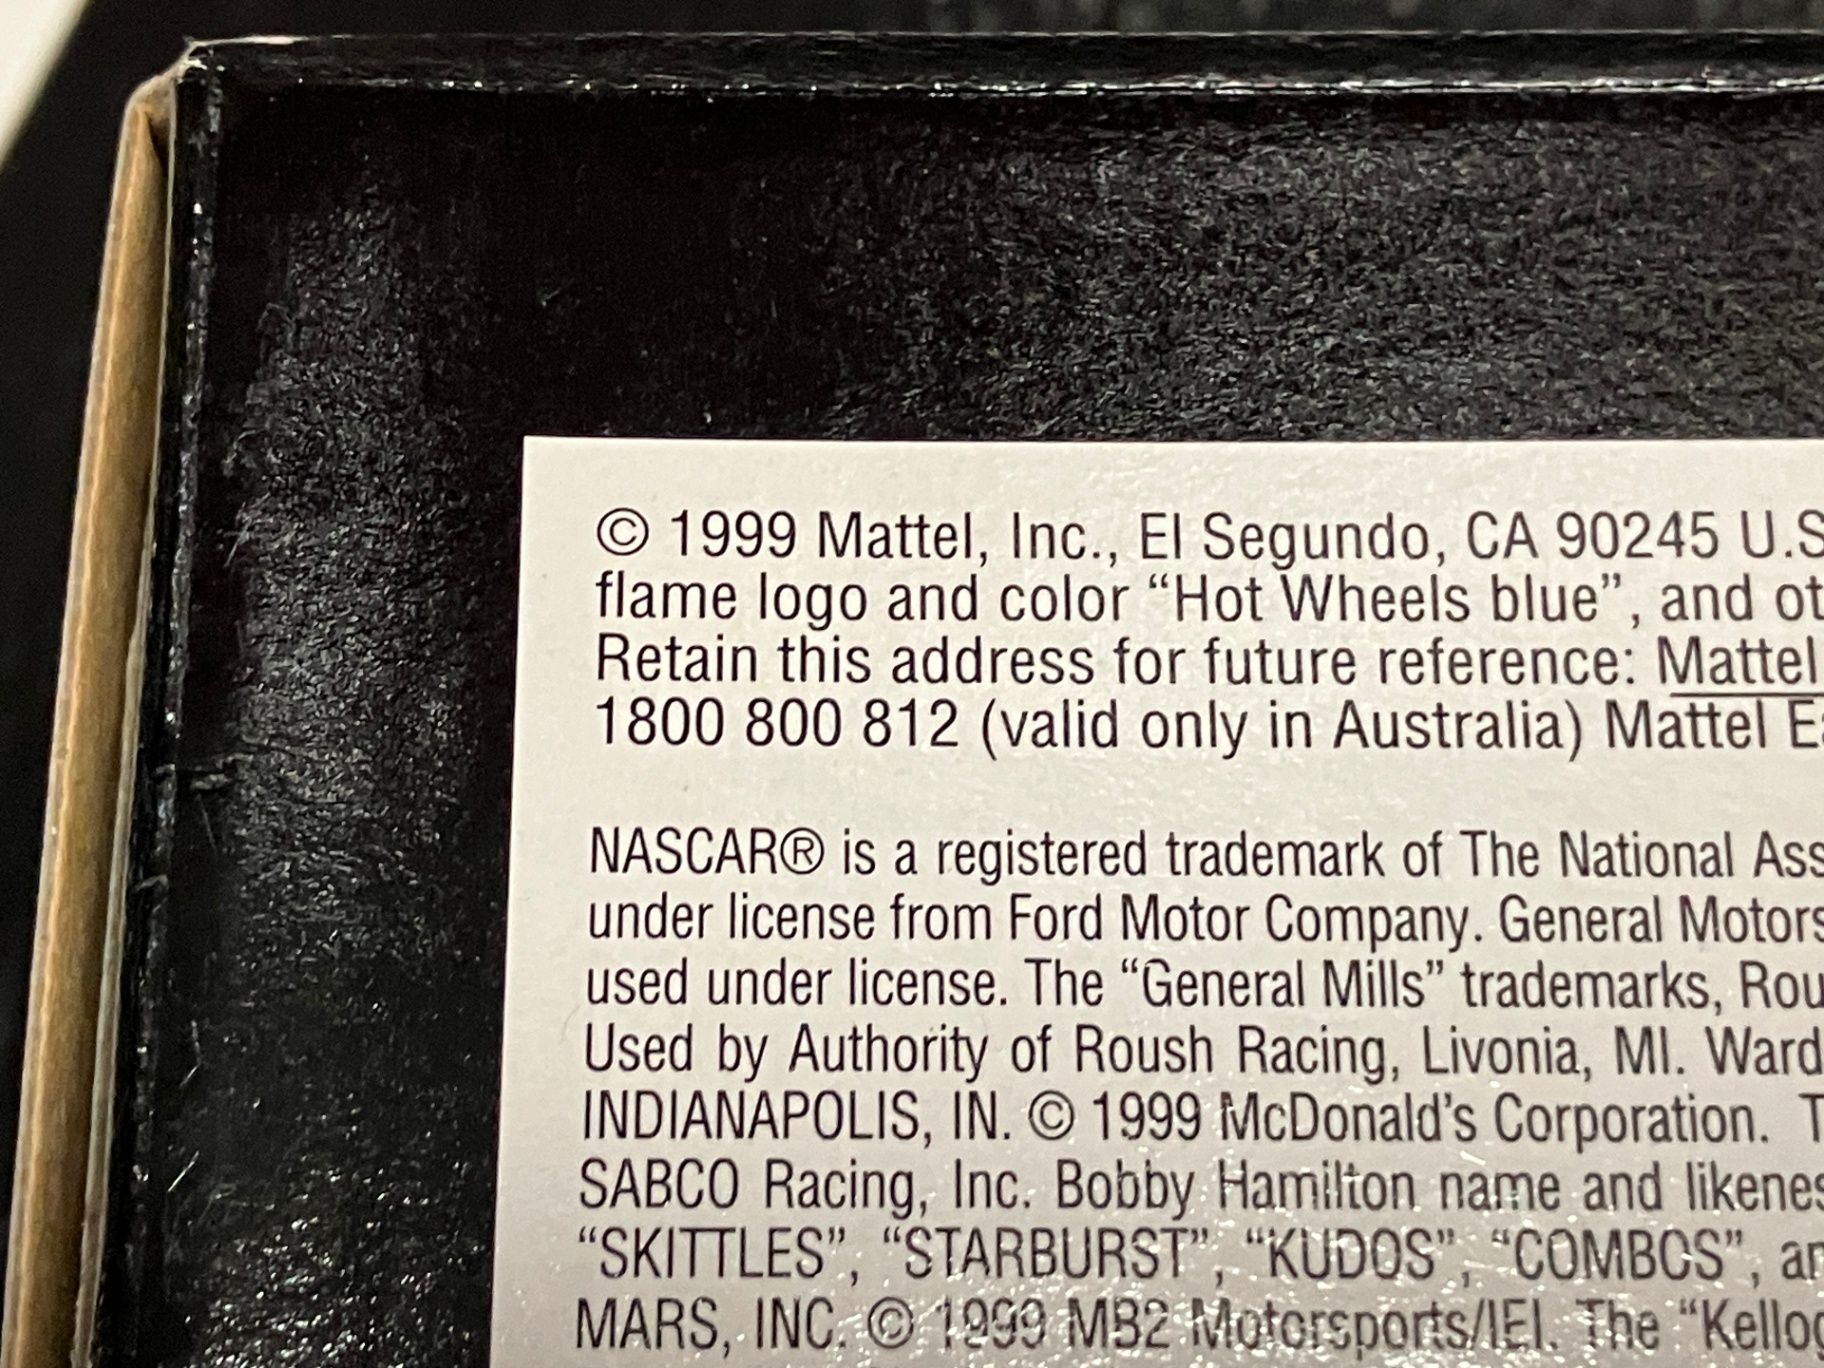 © 1999 Mattel, Inc., El Segundo, CA 90245 U.S
flame logo and color “Hot Wheels blue”, and ot
Retain this address for future reference: Mattel
1800 800 812 (valid only in Australia) Mattel Ea
NASCAR® is a registered trademark of The National Ass
under license from Ford Motor Company. General Motors
used under license. The “General Mills” trademarks, Rou
Used by Authority of Roush Racing, Livonia, MI. Ward
INDIANAPOLIS, IN. © 1999 McDonald’s Corporation. T
SABCO Racing, Inc. Bobby Hamilton name and likenes
“SKITTLES”, “STARBURST”, “KUDOS”, “COMBOS”, an
MARS, INC. © 1999 MB2 Motorsports/IEI. The “Kellog